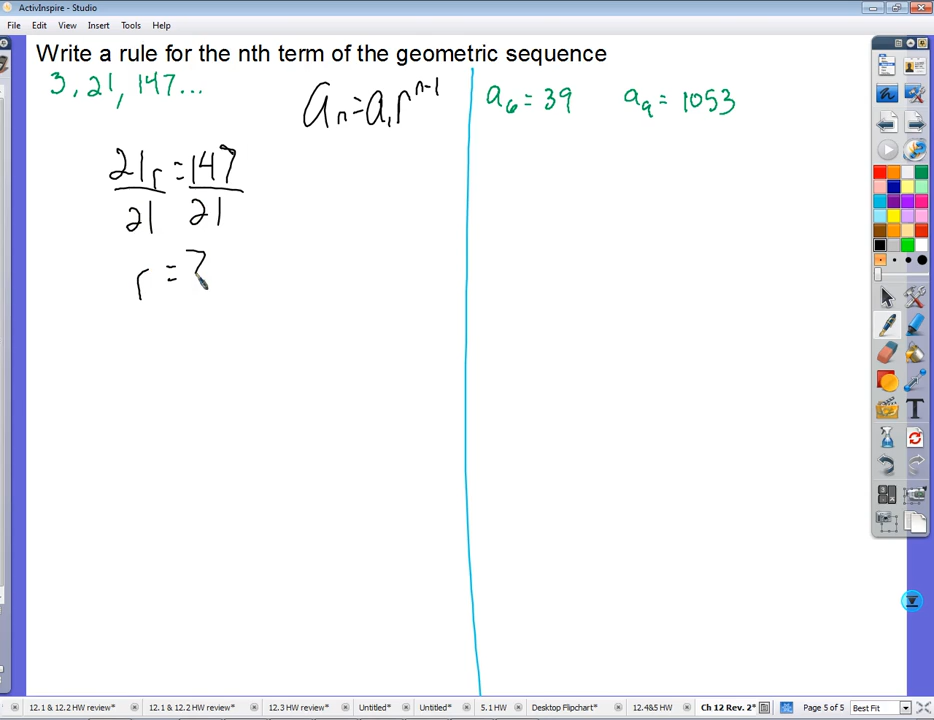 ActivInspire - Studio
File Edit View Insert Tools Help
Write a rule for the nth term of the geometric sequence
3, 21, 147...
aₙ = a₁rⁿ⁻¹
a₆ = 39 a₉ = 1053
21r = 147
21 21
r = 7
T
12.1 & 12.2 HW review* 12.1 & 12.2 HW review* 12.3 HW review* Untitled* Untitled* 5.1 HW Desktop Flipchart* 12.4&5 HW Ch 12 Rev. 2* Page 5 of 5 Best Fit